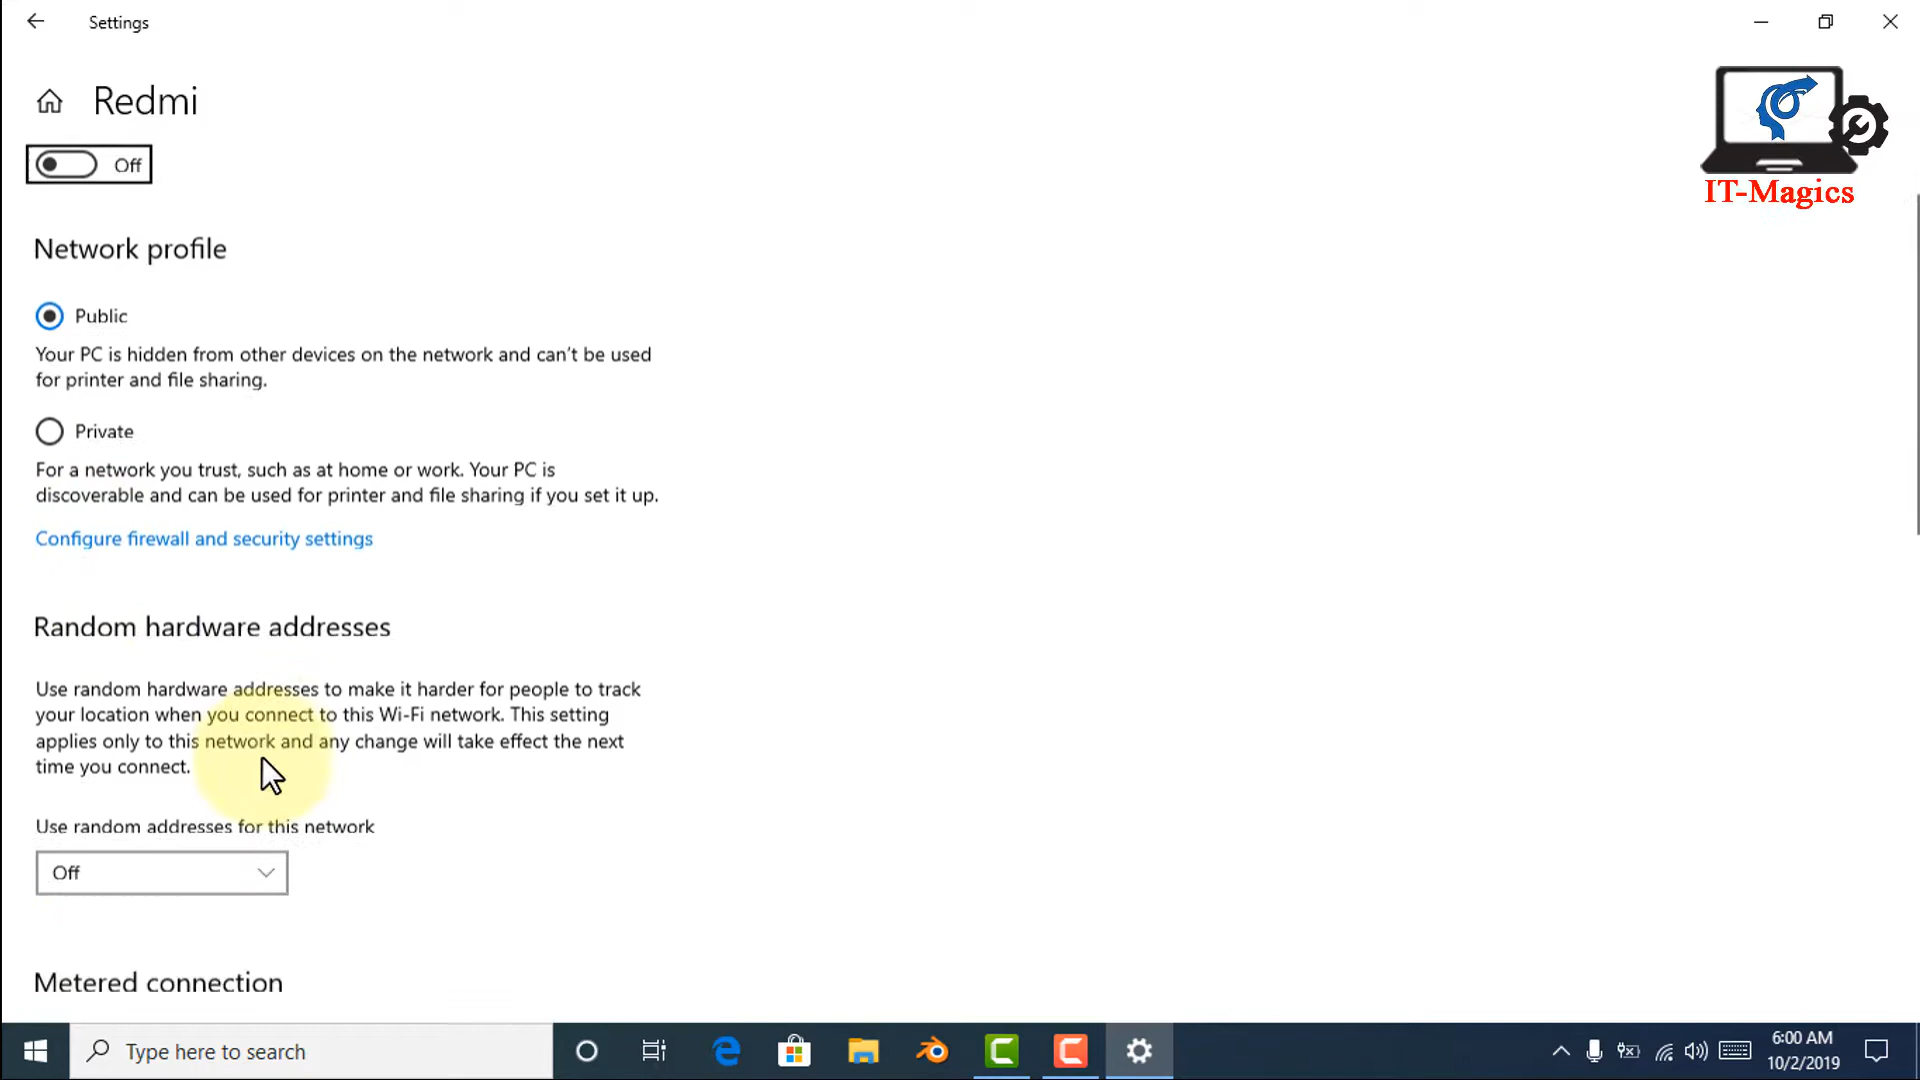 Settings
Redmi
Off
IT-Magics
Network profile
Public
Your PC is hidden from other devices on the network and can't be used
for printer and file sharing.
Private
For a network you trust, such as at home or work. Your PC is
discoverable and can be used for printer and file sharing if you set it up.
Configure firewall and security settings
Random hardware addresses
Use random hardware addresses to make it harder for people to track
your location when you connect to this Wi-Fi network. This setting
applies only to this network and any change will take effect the next
time you connect.
Use random addresses for this network
Off
Metered connection
Type here to search
6:00 AM
10/2/2019